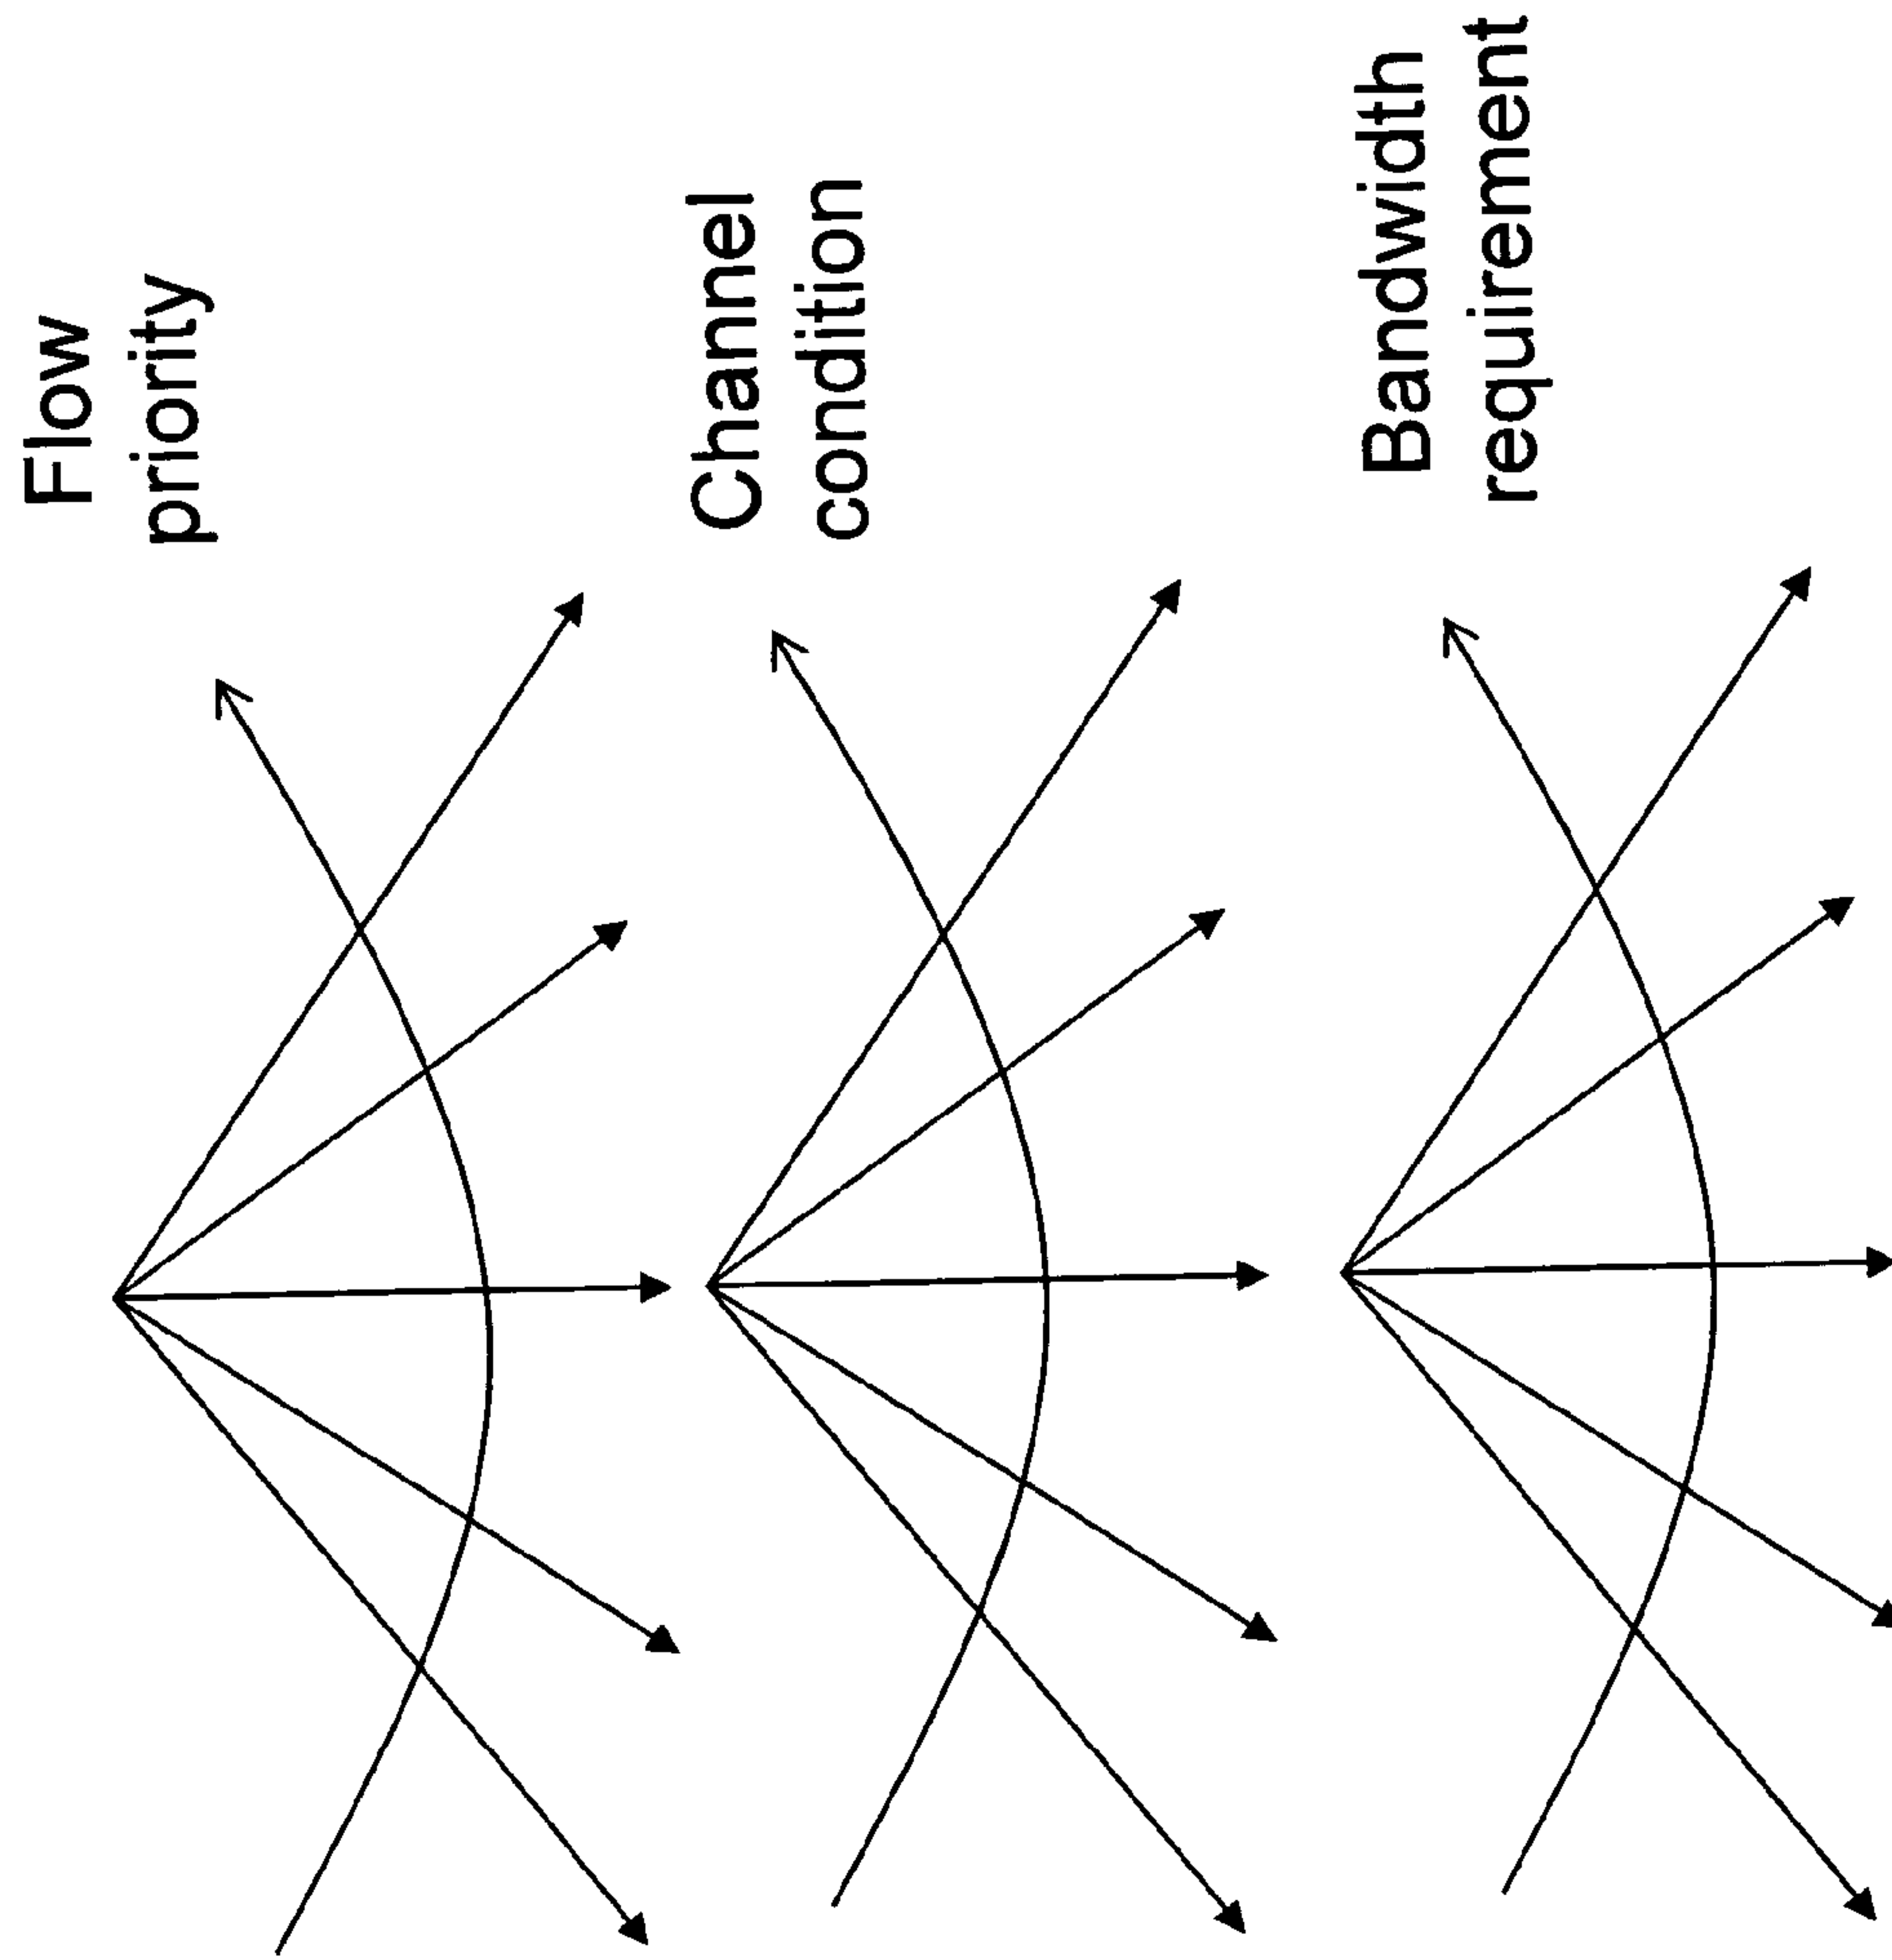 Flow
priority
Channel
condition
Bandwidth
requirement